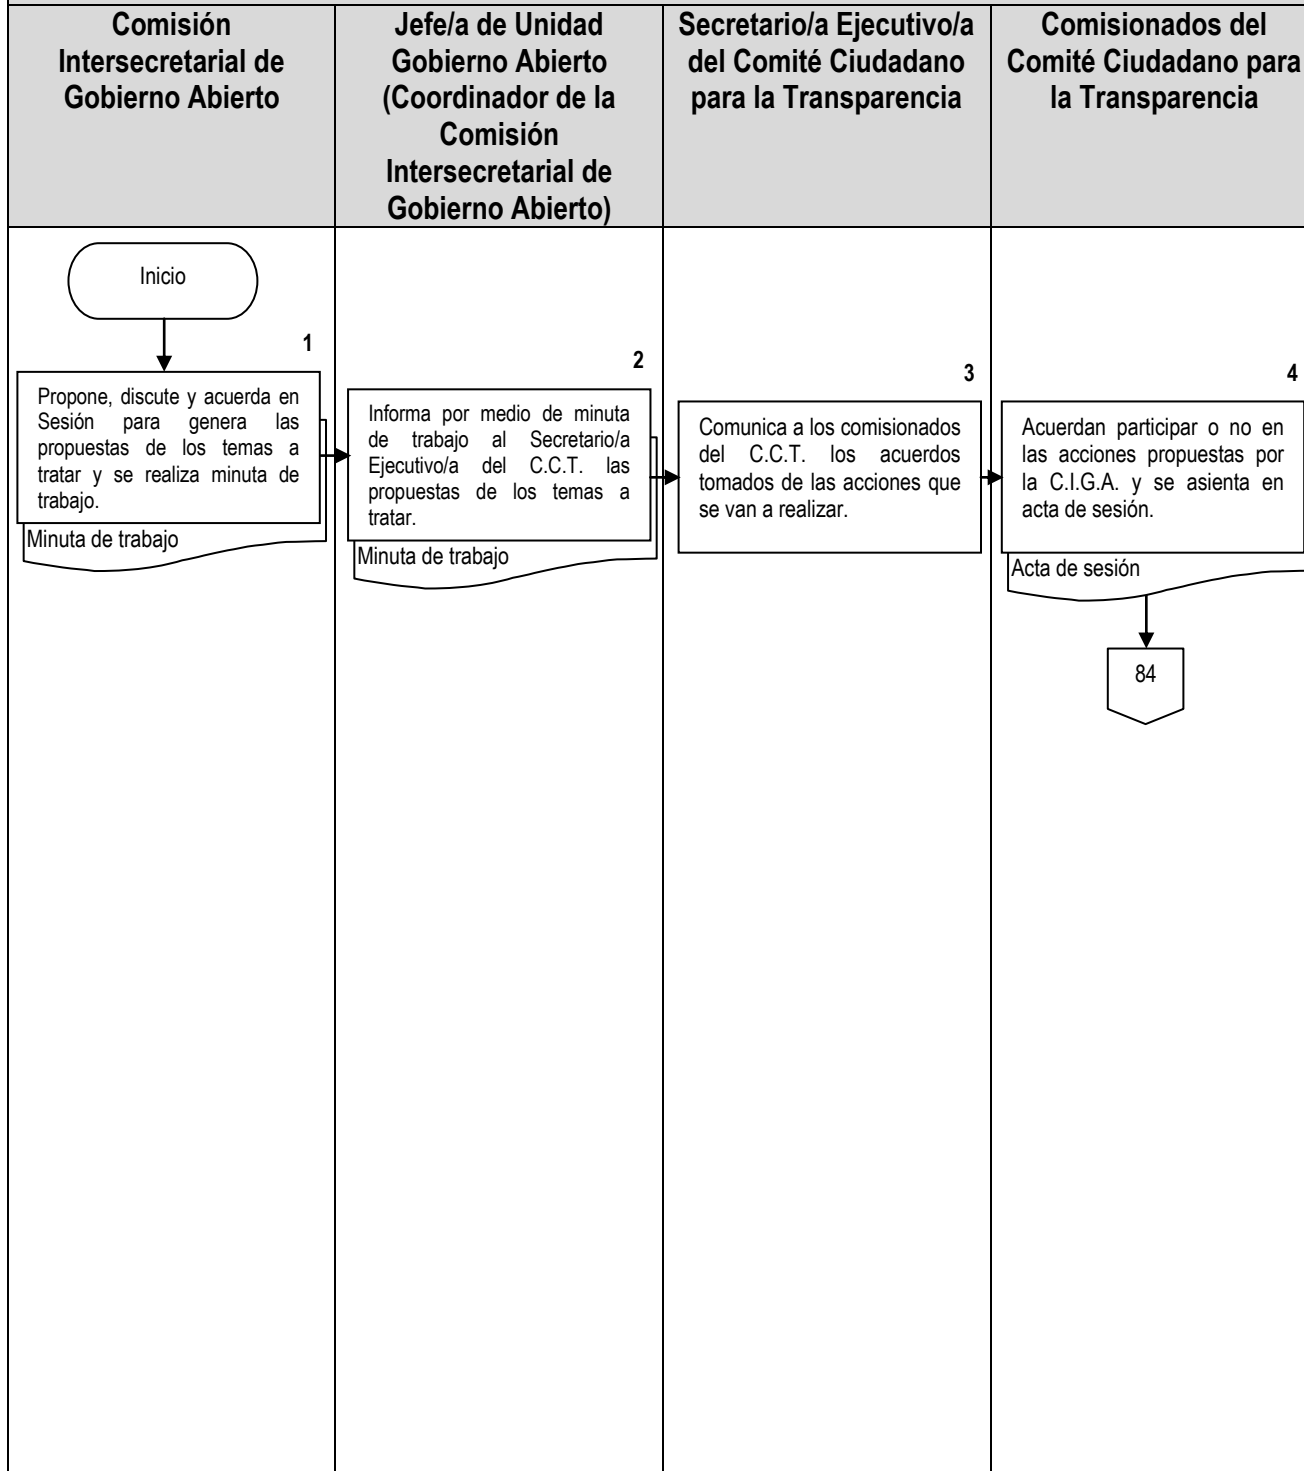 Comisión
Intersecretarial de
Gobierno Abierto
Jefe/a de Unidad
Gobierno Abierto
(Coordinador de la
Comisión
Intersecretarial de
Gobierno Abierto)
Secretario/a Ejecutivo/a
del Comité Ciudadano
para la Transparencia
Comisionados del
Comité Ciudadano para
la Transparencia
Inicio
1
Propone, discute y acuerda en
Sesión para genera las
propuestas de los temas a
tratar y se realiza minuta de
trabajo.
Minuta de trabajo
2
Informa por medio de minuta
de trabajo al Secretario/a
Ejecutivo/a del C.C.T. las
propuestas de los temas a
tratar.
Minuta de trabajo
3
Comunica a los comisionados
del C.C.T. los acuerdos
tomados de las acciones que
se van a realizar.
4
Acuerdan participar o no en
las acciones propuestas por
la C.I.G.A. y se asienta en
acta de sesión.
Acta de sesión
84